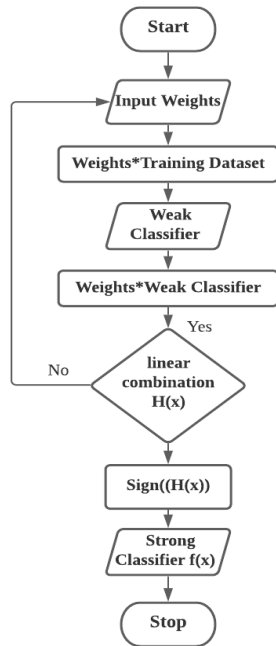 Start
Input Weights
Weights*Training Dataset
Weak
Classifier
Weights*Weak Classifier
Yes
No
linear
combination
H(x)
Sign((H(x))
Strong
Classifier f(x)
Stop